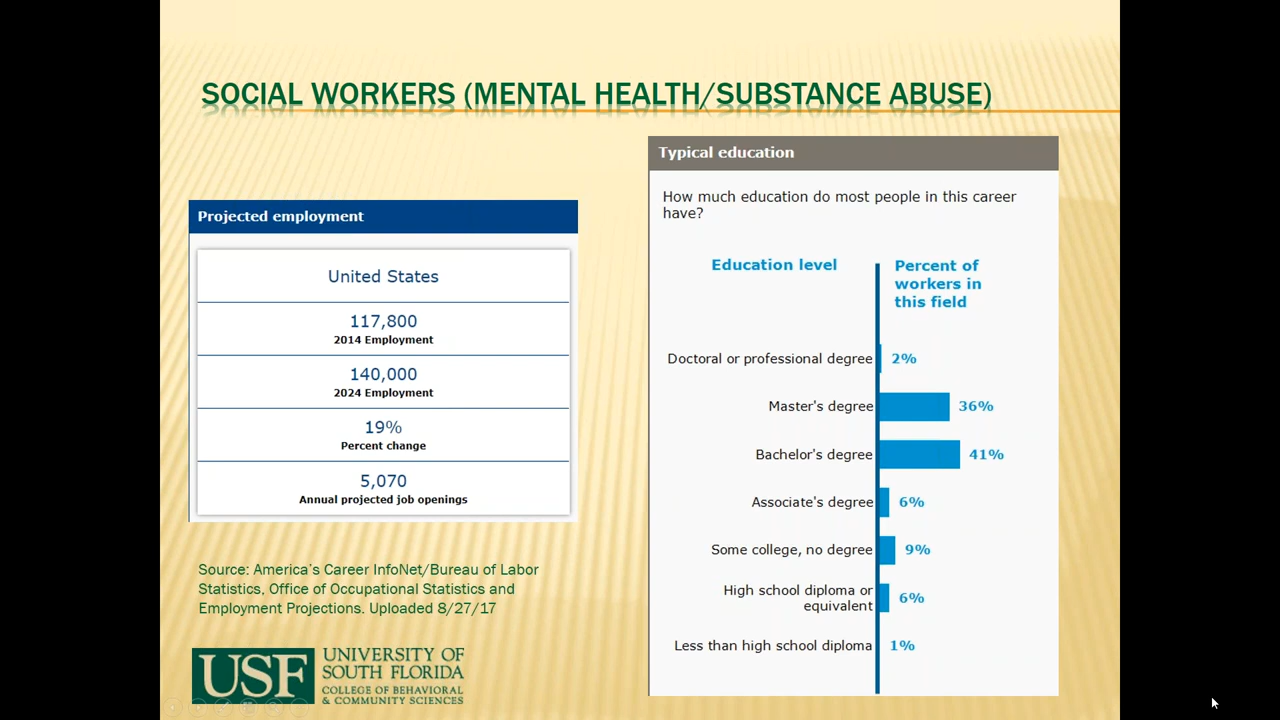 SOCIAL WORKERS (MENTAL HEALTH/SUBSTANCE ABUSE)
Projected employment
United States
117,800
2014 Employment
140,000
2024 Employment
19%
Percent change
5,070
Annual projected job openings
Source: America's Career InfoNet/Bureau of Labor
Statistics, Office of Occupational Statistics and
Employment Projections. Uploaded 8/27/17
USF
UNIVERSITY OF
SOUTH FLORIDA
COLLEGE OF BEHAVIORAL
& COMMUNITY SCIENCES
Typical education
How much education do most people in this career
have?
Education level
Percent of
workers in
this field
Doctoral or professional degree 2%
Master's degree 36%
Bachelor's degree 41%
Associate's degree 6%
Some college, no degree 9%
High school diploma or
equivalent 6%
Less than high school diploma 1%